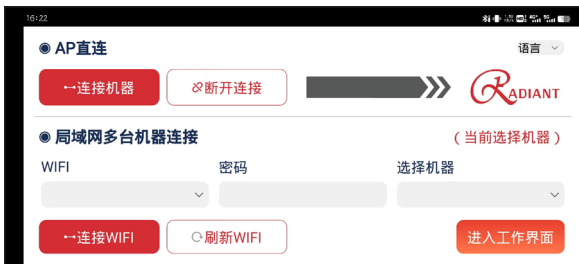 16:22
AP直连
语言
连接机器
断开连接
RADIANT
局域网多台机器连接
(当前选择机器)
WIFI
密码
选择机器
连接WIFI
刷新WIFI
进入工作界面